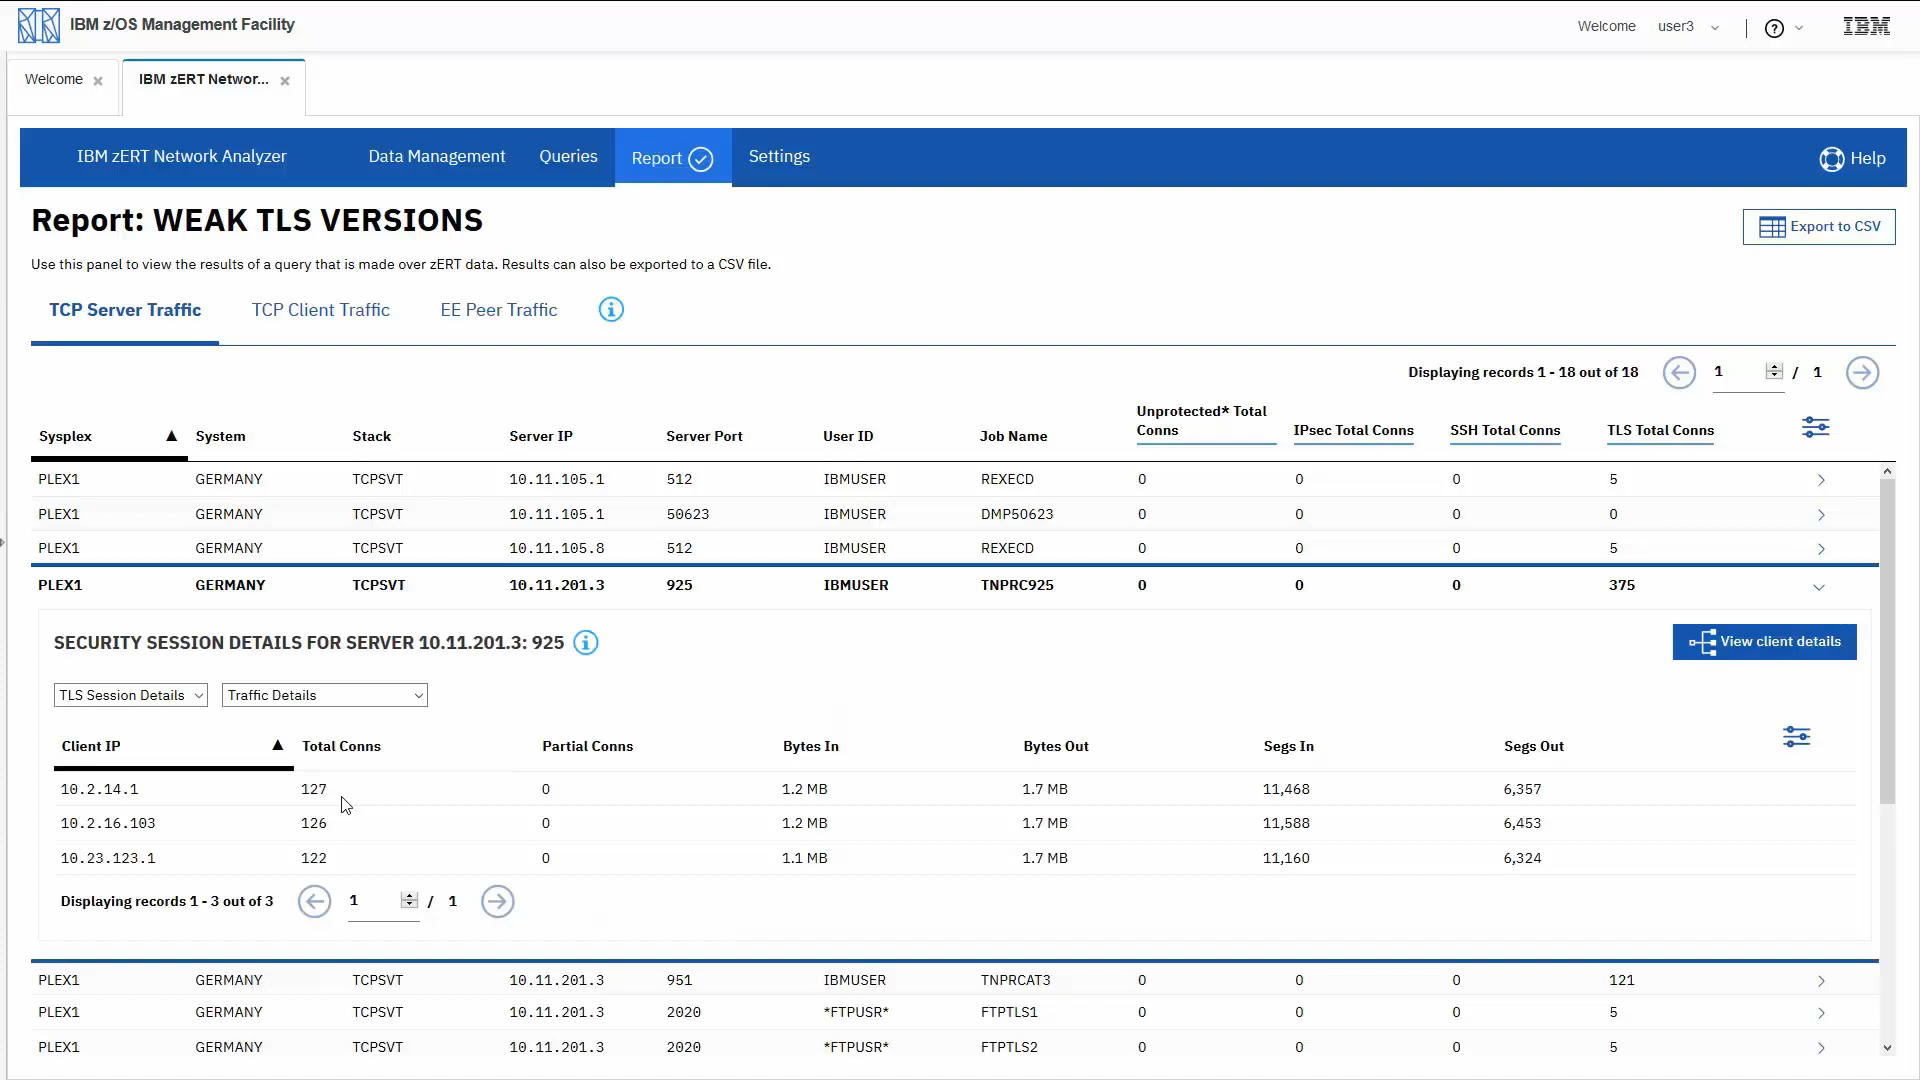 IBM z/OS Management Facility
Welcome user3 ? IBM
Welcome × IBM zERT Networ... ×
IBM zERT Network Analyzer Data Management Queries Report Settings Help
Report: WEAK TLS VERSIONS
Export to CSV
Use this panel to view the results of a query that is made over zERT data. Results can also be exported to a CSV file.
TCP Server Traffic TCP Client Traffic EE Peer Traffic i
Displaying records 1 - 18 out of 18 1 / 1
Sysplex ▲ System Stack Server IP Server Port User ID Job Name Unprotected* Total Conns IPsec Total Conns SSH Total Conns TLS Total Conns
PLEX1 GERMANY TCPSVT 10.11.105.1 512 IBMUSER REXECD 0 0 0 5
PLEX1 GERMANY TCPSVT 10.11.105.1 50623 IBMUSER DMP50623 0 0 0 0
PLEX1 GERMANY TCPSVT 10.11.105.8 512 IBMUSER REXECD 0 0 0 5
PLEX1 GERMANY TCPSVT 10.11.201.3 925 IBMUSER TNPRC925 0 0 0 375
SECURITY SESSION DETAILS FOR SERVER 10.11.201.3: 925 i View client details
TLS Session Details Traffic Details
Client IP ▲ Total Conns Partial Conns Bytes In Bytes Out Segs In Segs Out
10.2.14.1 127 0 1.2 MB 1.7 MB 11,468 6,357
10.2.16.103 126 0 1.2 MB 1.7 MB 11,588 6,453
10.23.123.1 122 0 1.1 MB 1.7 MB 11,160 6,324
Displaying records 1 - 3 out of 3 1 / 1
PLEX1 GERMANY TCPSVT 10.11.201.3 951 IBMUSER TNPRCAT3 0 0 0 121
PLEX1 GERMANY TCPSVT 10.11.201.3 2020 *FTPUSR* FTPTLS1 0 0 0 5
PLEX1 GERMANY TCPSVT 10.11.201.3 2020 *FTPUSR* FTPTLS2 0 0 0 5